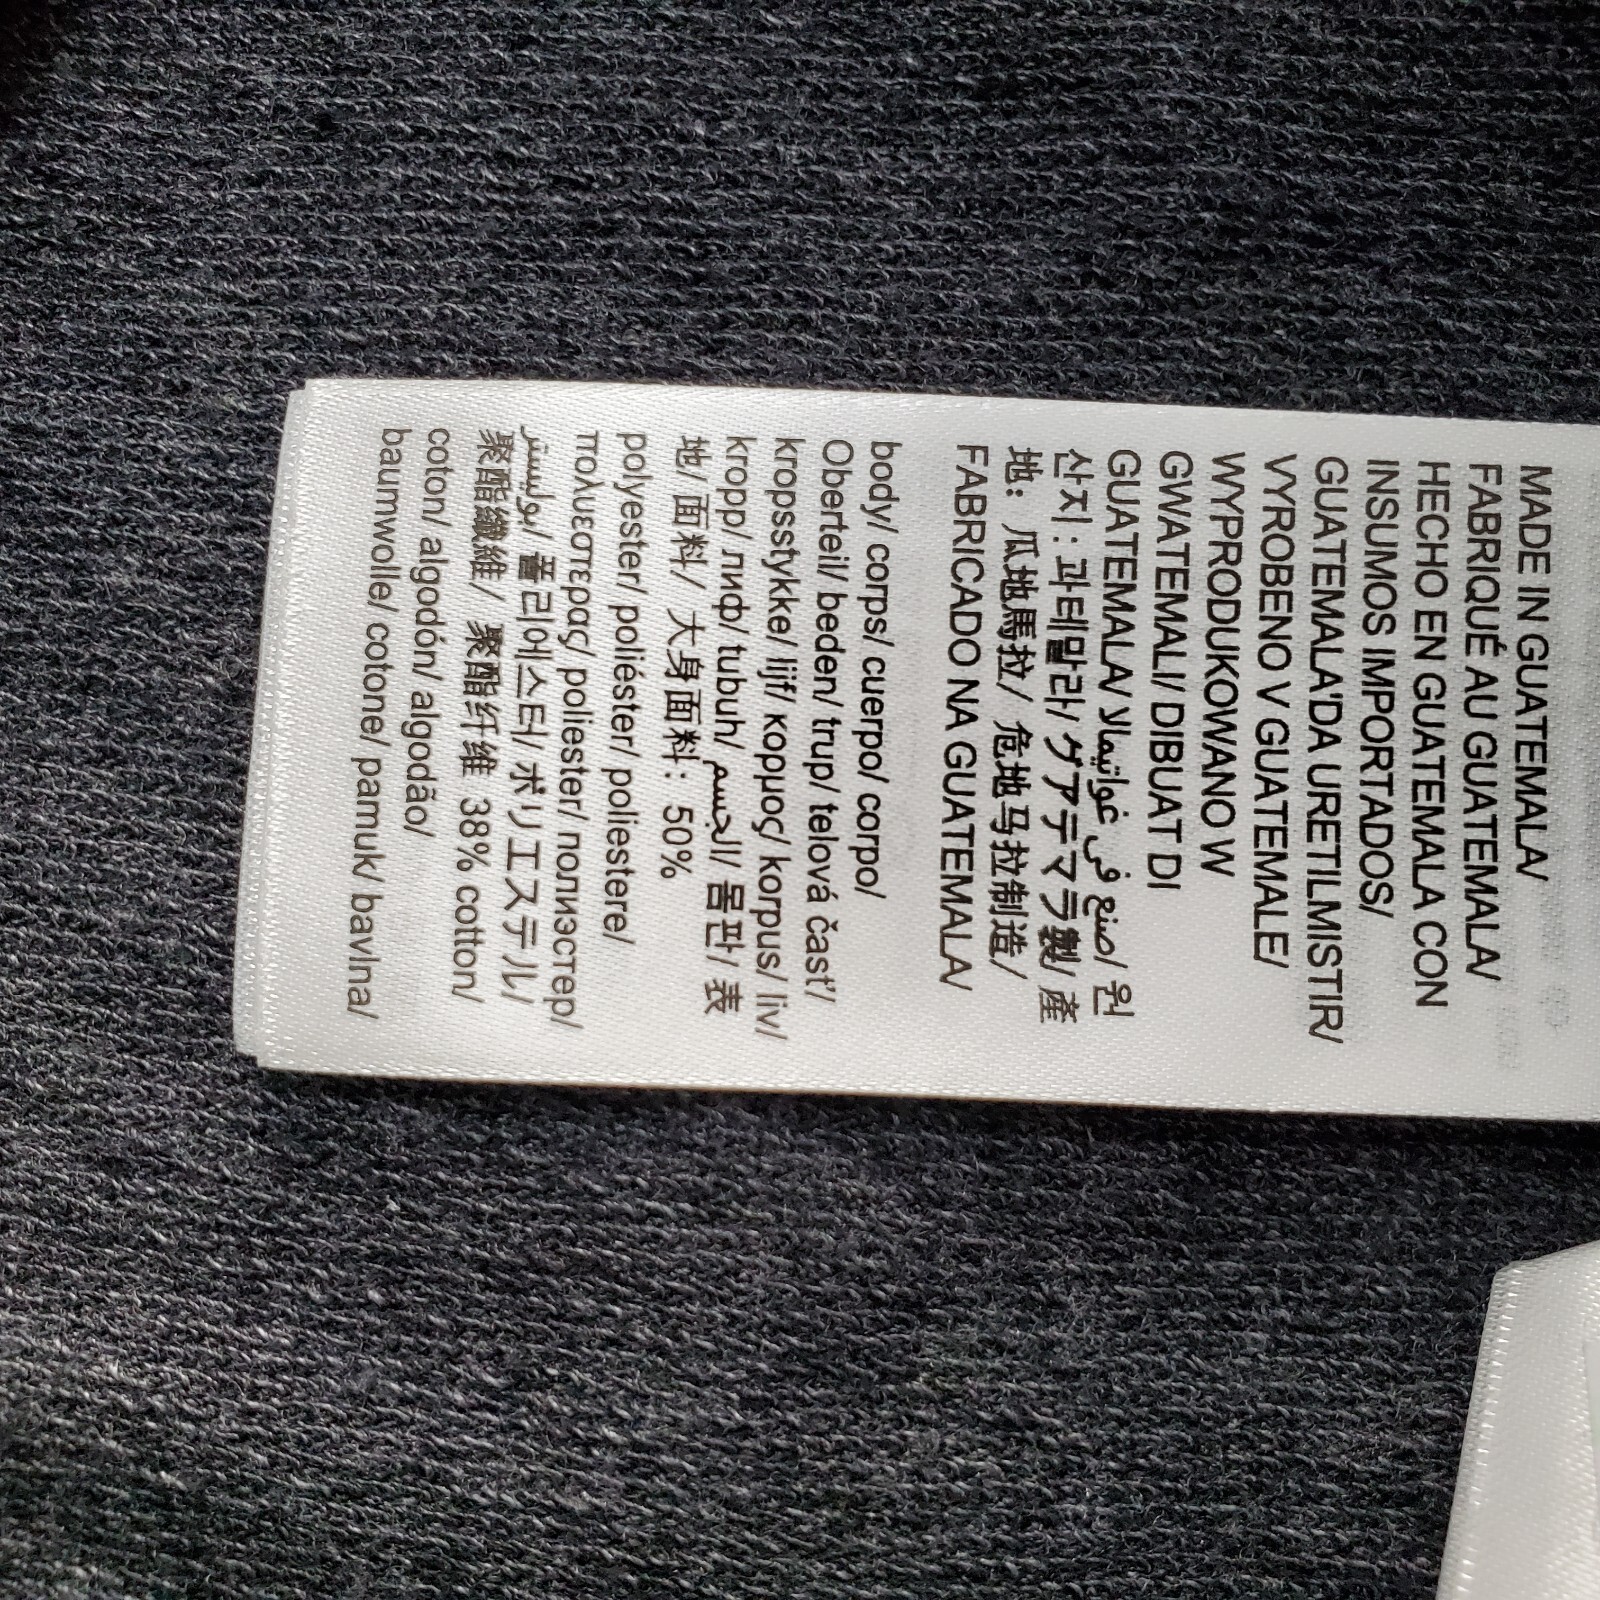 MADE IN GUATEMALA/
FABRIQUÉ AU GUATEMALA/
HECHO EN GUATEMALA CON
INSUMOS IMPORTADOS/
GUATEMALA'DA URETILMISTIR/
VYROBENO V GUATEMALE/
WYPRODUKOWANO W
GWATEMALI/ DIBUAT DI
GUATEMALA/ صنع في غواتيمالا/ 원
산지: 과테말라/ グアテマラ製/ 産
地：瓜地馬拉/ 危地马拉制造/
FABRICADO NA GUATEMALA/
body/ corps/ cuerpo/ corpo/
Oberteil/ beden/ trup/ telová časť/
kropsstykke/ lijf/ κορμος/ korpus/ liv/
kropp/ лиф/ tubuh/ الجسم/ 몸판/ 表
地/ 面料/ 大身面料：50%
polyester/ poliéster/ poliestere/
πολυεστερας/ poliester/ полиэстер/
بوليستر/ 폴리에스터/ ポリエステル/
聚酯纖維/ 聚酯纤维 38% cotton/
coton/ algodón/ algodão/
baumwolle/ cotone/ pamuk/ bavlna/